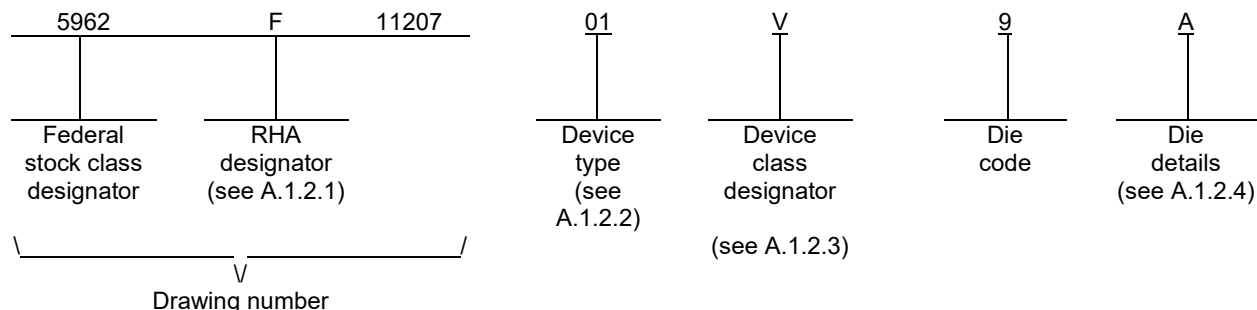 5962 F 11207 01 V 9 A
Federal stock class designator
RHA designator (see A.1.2.1)
Device type (see A.1.2.2)
Device class designator (see A.1.2.3)
Die code
Die details (see A.1.2.4)
Drawing number